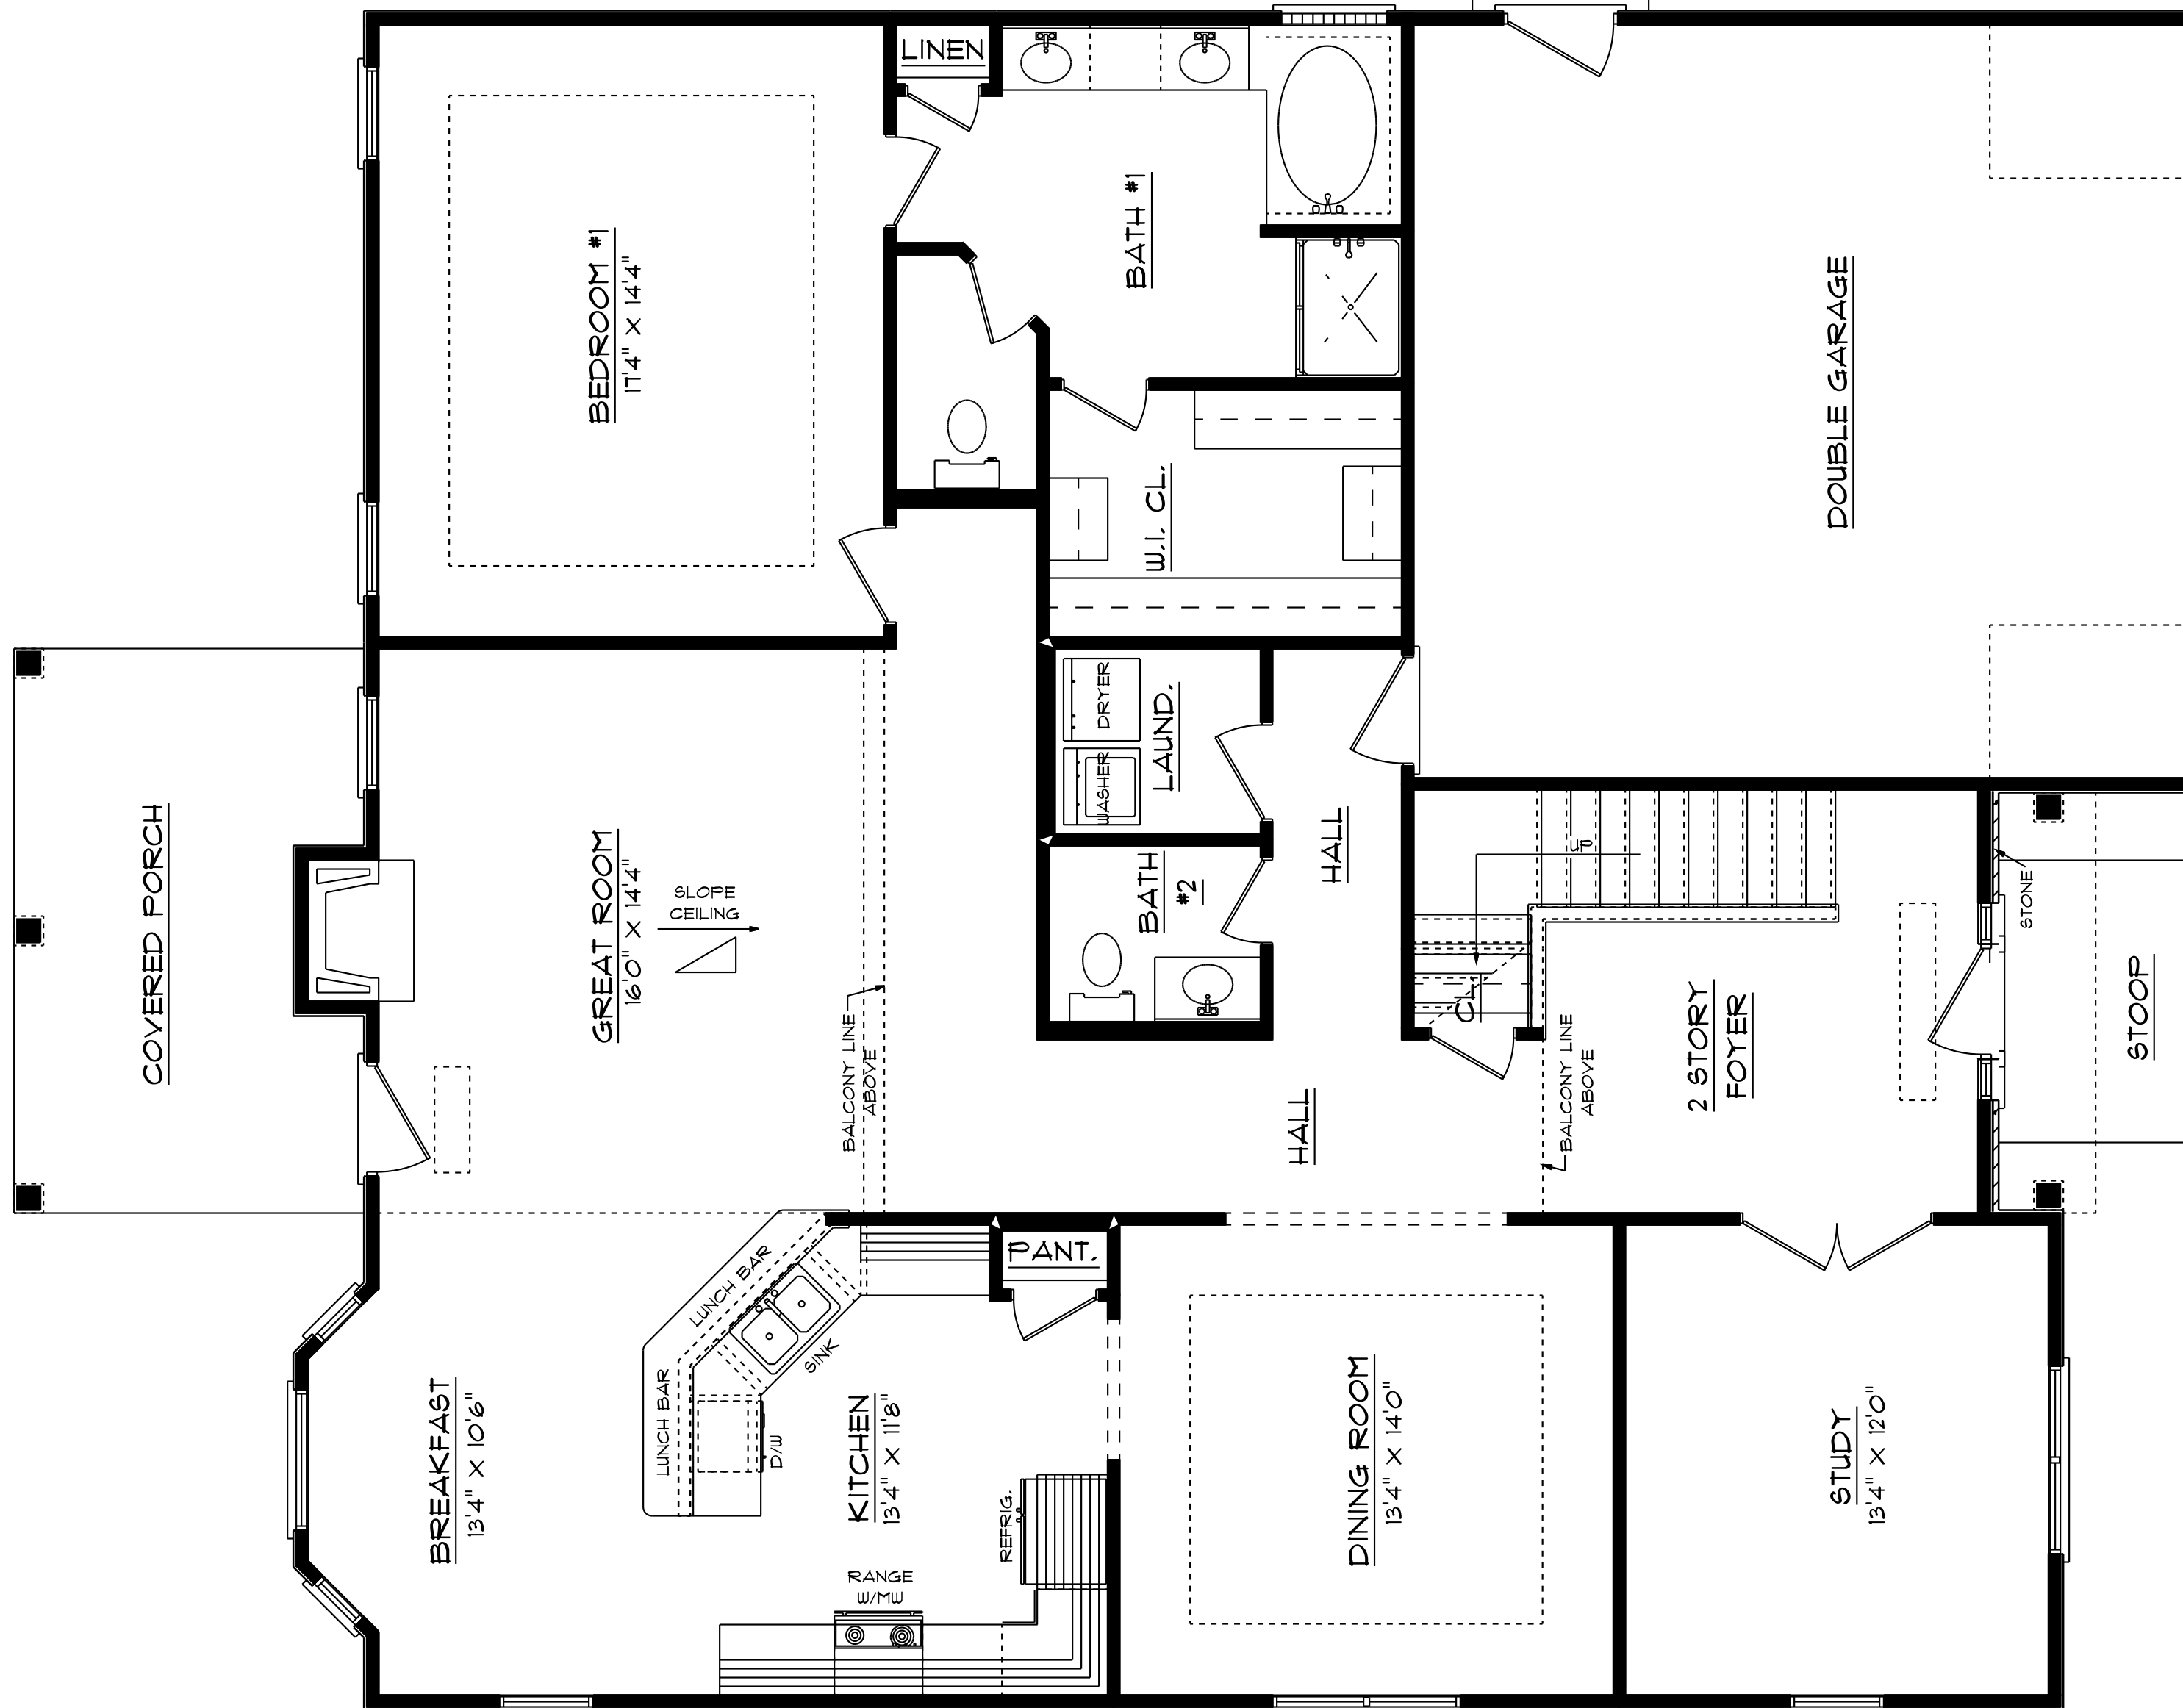 LINEN
BATH #1
BEDROOM #1
17'4" X 14'4"
W.I. CL.
DOUBLE GARAGE
COVERED PORCH
GREAT ROOM
16'0" X 14'4"
SLOPE
CEILING
BALCONY LINE
ABOVE
DRYER
WASHER
LAUND.
BATH
#2
HALL
UP
CL
HALL
BALCONY LINE
ABOVE
2 STORY
FOYER
STONE
STOOP
BREAKFAST
13'4" X 10'6"
LUNCH BAR
LUNCH BAR
SINK
D/W
KITCHEN
13'4" X 11'8"
PANT.
REFRIG.
RANGE
W/MW
DINING ROOM
13'4" X 14'0"
STUDY
13'4" X 12'0"